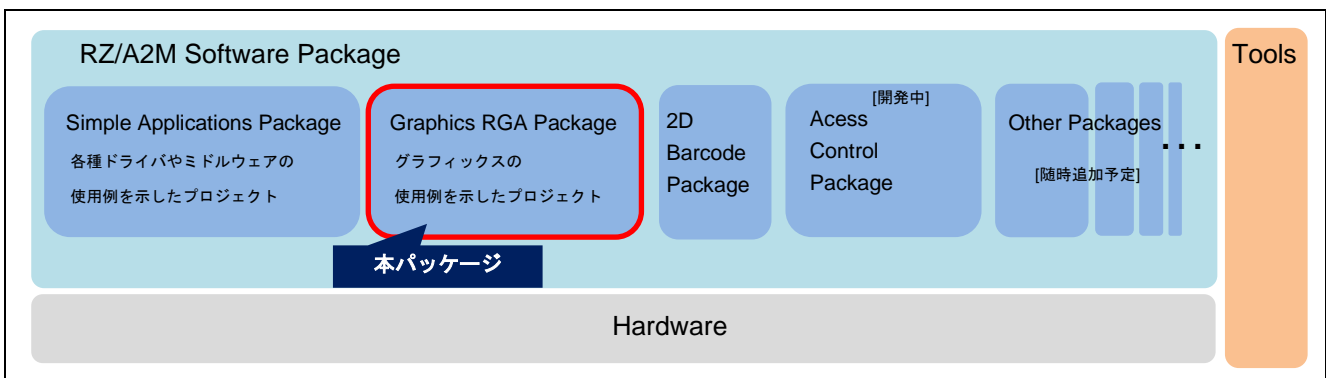 RZ/A2M Software Package
Tools
Simple Applications Package
各種ドライバやミドルウェアの
使用例を示したプロジェクト
Graphics RGA Package
グラフィックスの
使用例を示したプロジェクト
本パッケージ
2D
Barcode
Package
[開発中]
Acess
Control
Package
Other Packages
...
[随時追加予定]
Hardware